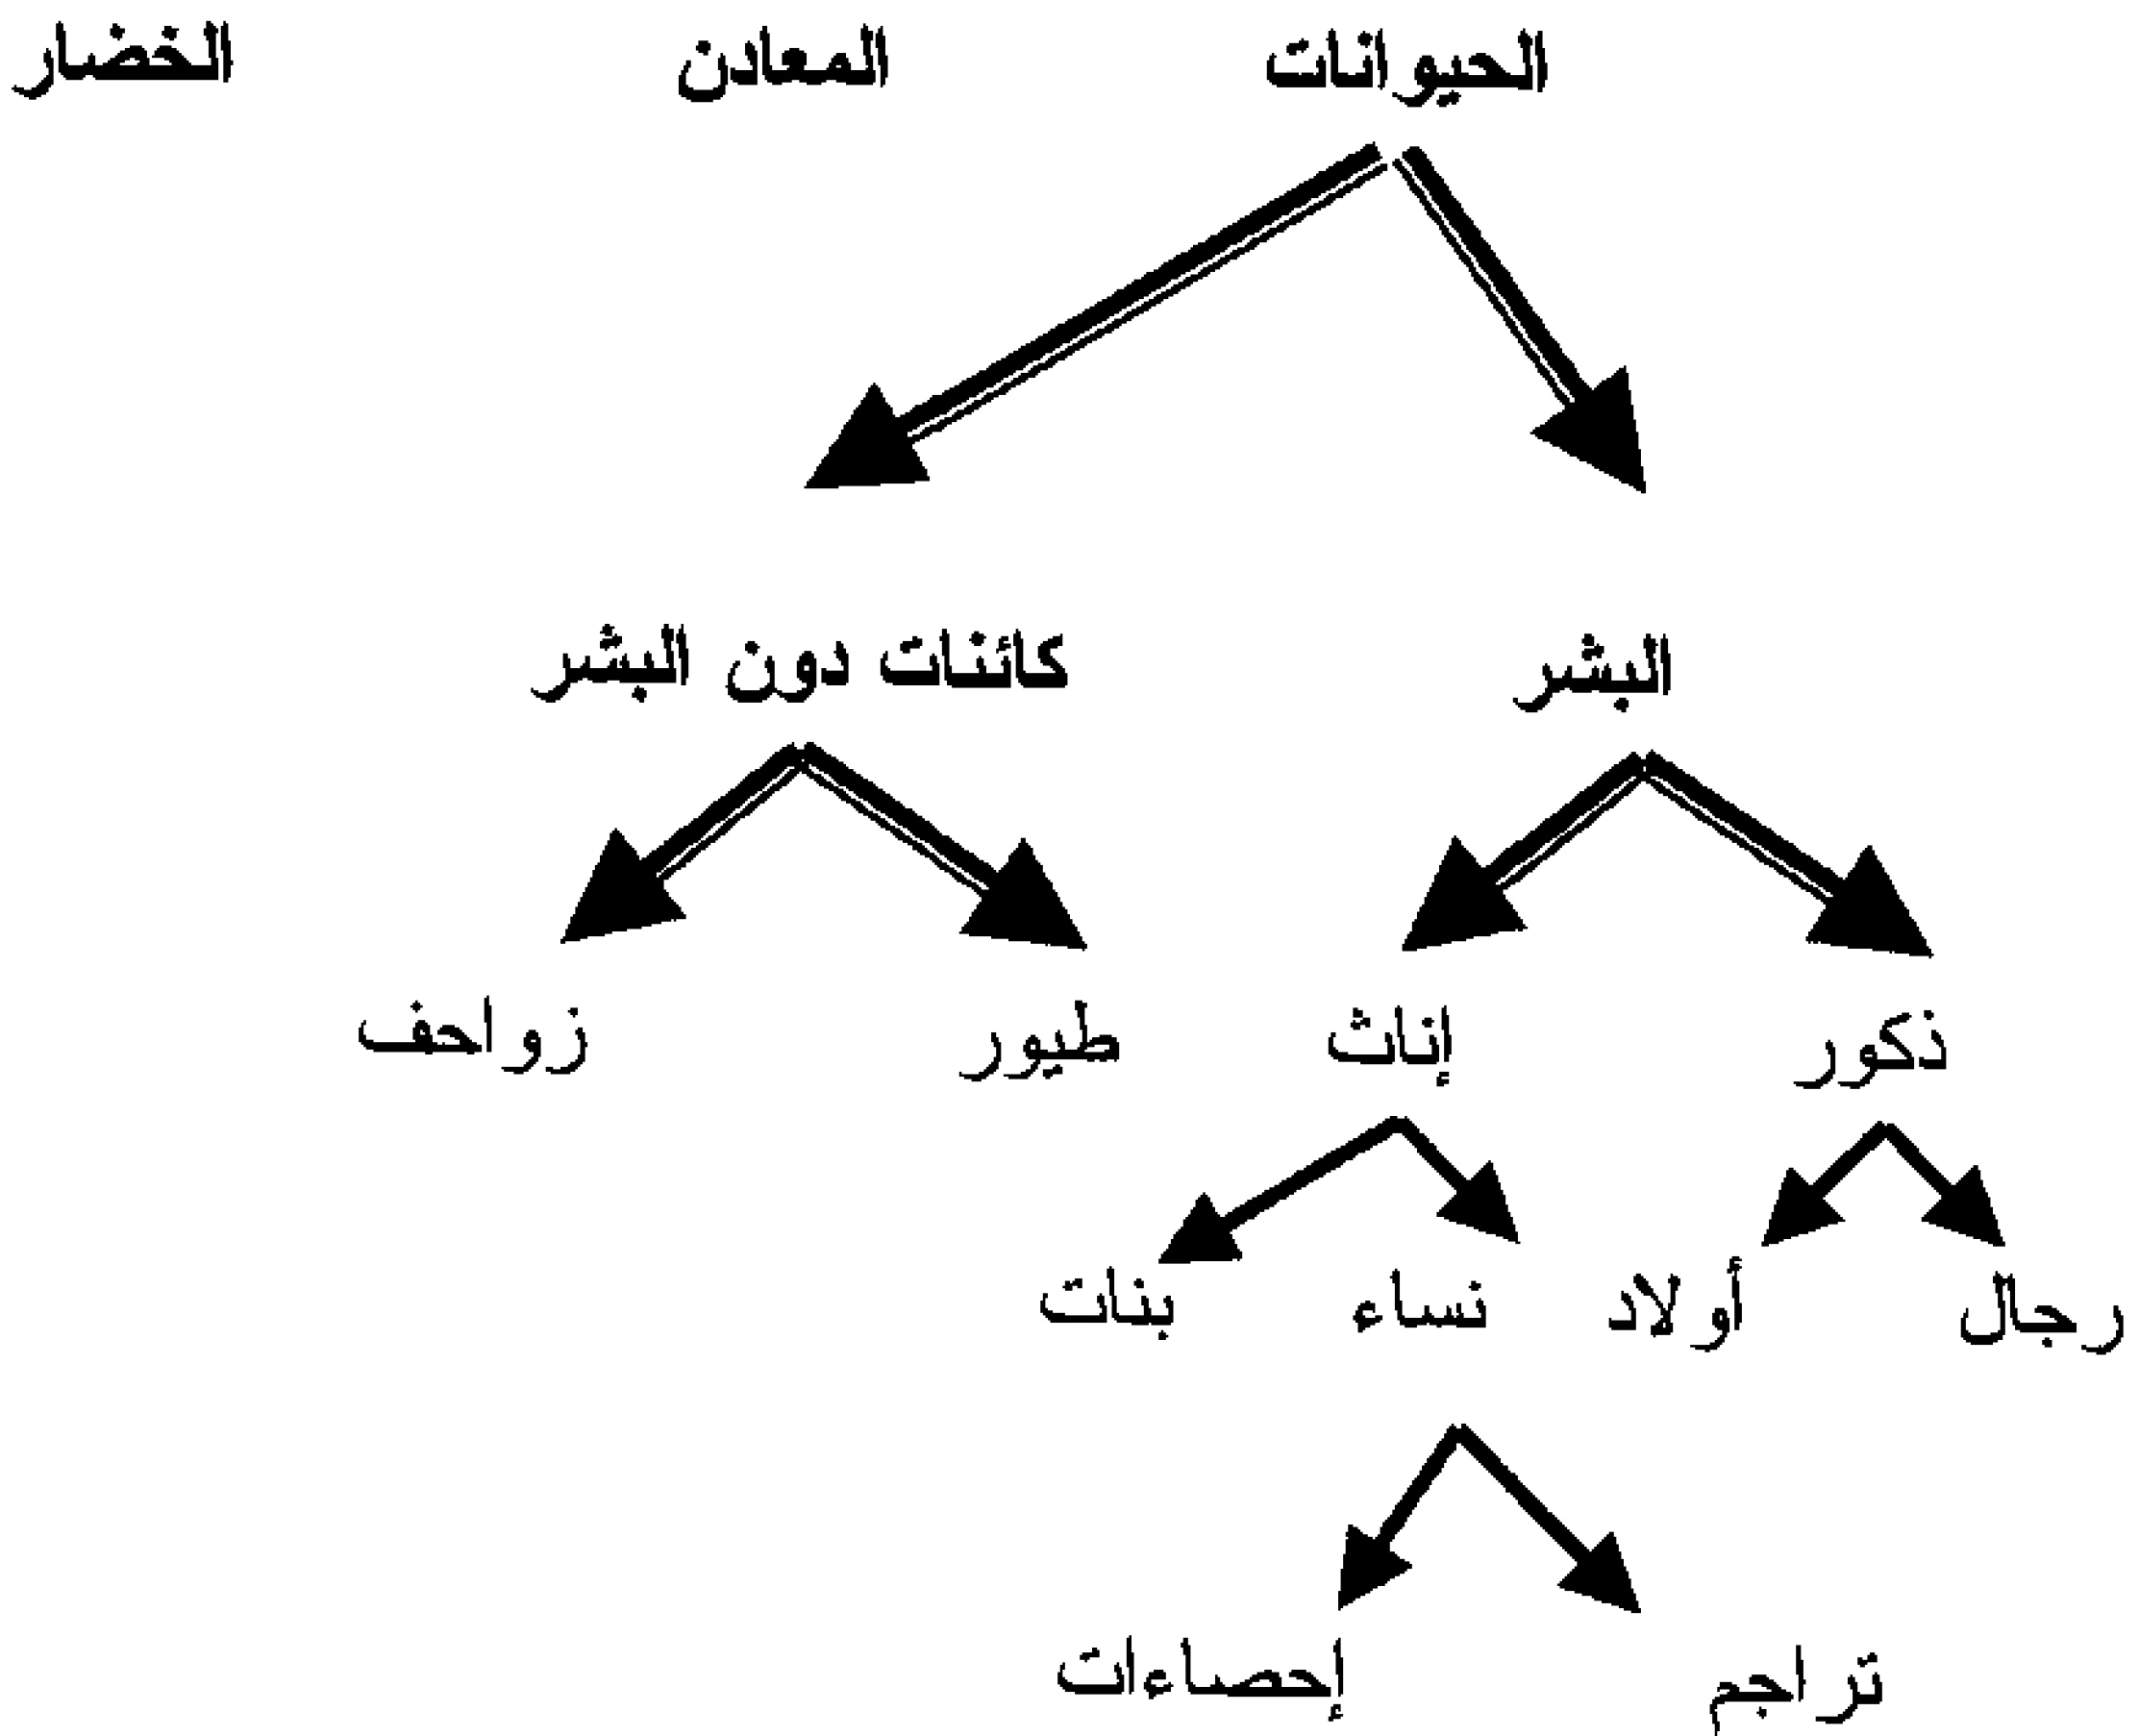 الحيوانات المعادن الخضار
البشر كائنات دون البشر
ذكور إناث طيور زواحف
رجال أولاد نساء بنات
تراجم إحصاءات